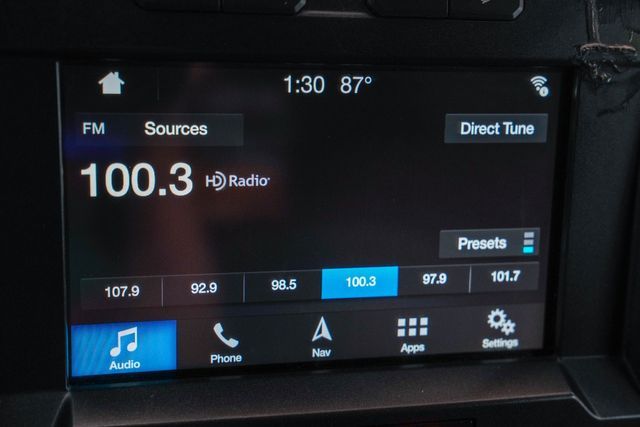 1:30 87°
FM Sources Direct Tune
100.3 HD Radio
Presets
107.9 92.9 98.5 100.3 97.9 101.7
Audio Phone Nav Apps Settings